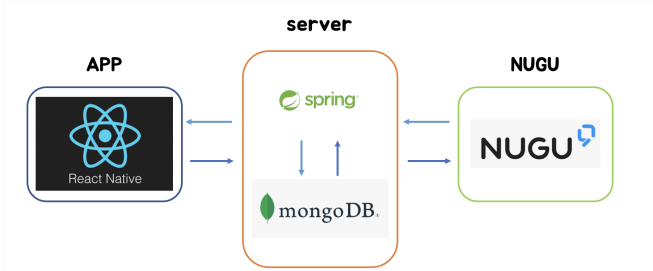 server
APP
NUGU
spring
React Native
NUGU
mongoDB